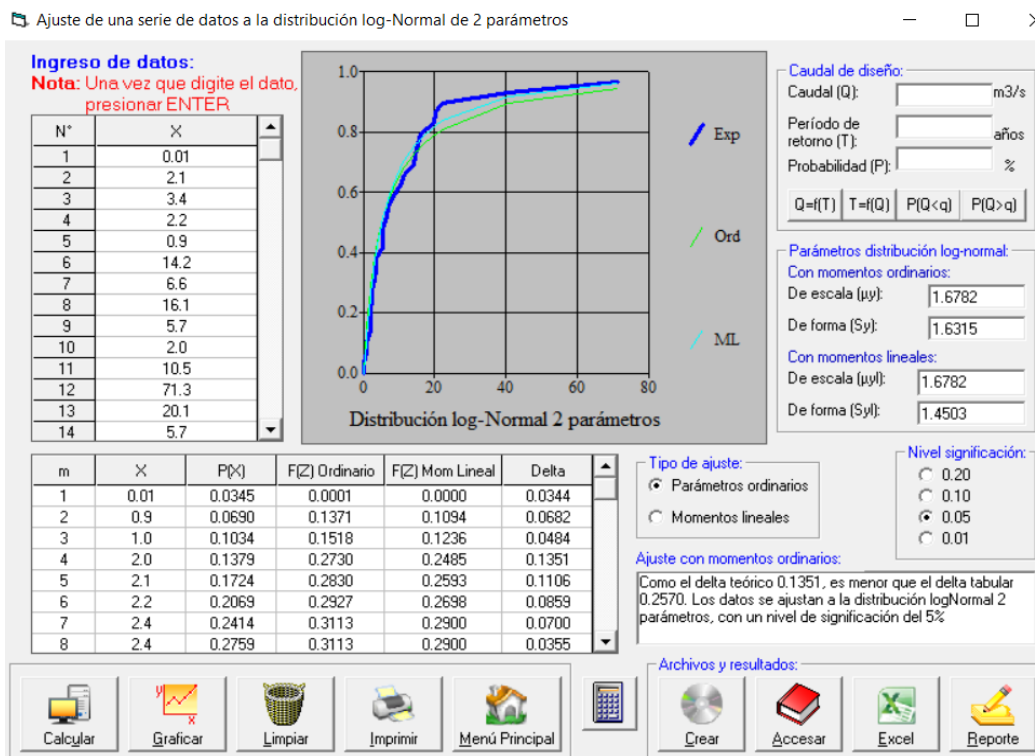 Ajuste de una serie de datos a la distribución log-Normal de 2 parámetros
Ingreso de datos:
Nota: Una vez que digite el dato,
presionar ENTER
N° X
1 0.01
2 2.1
3 3.4
4 2.2
5 0.9
6 14.2
7 6.6
8 16.1
9 5.7
10 2.0
11 10.5
12 71.3
13 20.1
14 5.7
1.0
0.8
0.6
0.4
0.2
0.0
0 20 40 60 80
Distribución log-Normal 2 parámetros
Exp
Ord
ML
Caudal de diseño:
Caudal (Q): m3/s
Período de
retorno (T): años
Probabilidad (P): %
Q=f(T) T=f(Q) P(Q<q) P(Q>q)
Parámetros distribución log-normal:
Con momentos ordinarios:
De escala (μy): 1.6782
De forma (Sy): 1.6315
Con momentos lineales:
De escala (μyl): 1.6782
De forma (Syl): 1.4503
m X P(X) F(Z) Ordinario F(Z) Mom Lineal Delta
1 0.01 0.0345 0.0001 0.0000 0.0344
2 0.9 0.0690 0.1371 0.1094 0.0682
3 1.0 0.1034 0.1518 0.1236 0.0484
4 2.0 0.1379 0.2730 0.2485 0.1351
5 2.1 0.1724 0.2830 0.2593 0.1106
6 2.2 0.2069 0.2927 0.2698 0.0859
7 2.4 0.2414 0.3113 0.2900 0.0700
8 2.4 0.2759 0.3113 0.2900 0.0355
Tipo de ajuste:
Parámetros ordinarios
Momentos lineales
Nivel significación:
0.20
0.10
0.05
0.01
Ajuste con momentos ordinarios:
Como el delta teórico 0.1351, es menor que el delta tabular
0.2570. Los datos se ajustan a la distribución logNormal 2
parámetros, con un nivel de significación del 5%
Calcular Graficar Limpiar Imprimir Menú Principal
Archivos y resultados:
Crear Accesar Excel Reporte